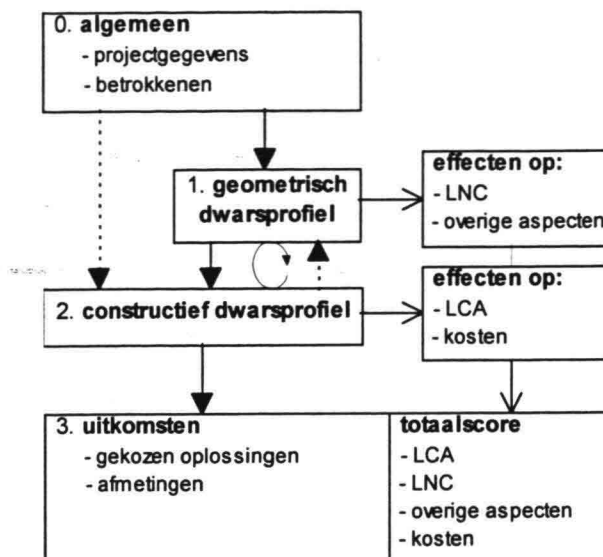 0. algemeen
- projectgegevens
- betrokkenen
1. geometrisch
dwarsprofiel
effecten op:
- LNC
- overige aspecten
2. constructief dwarsprofiel
effecten op:
- LCA
- kosten
3. uitkomsten
- gekozen oplossingen
- afmetingen
totaalscore
- LCA
- LNC
- overige aspecten
- kosten